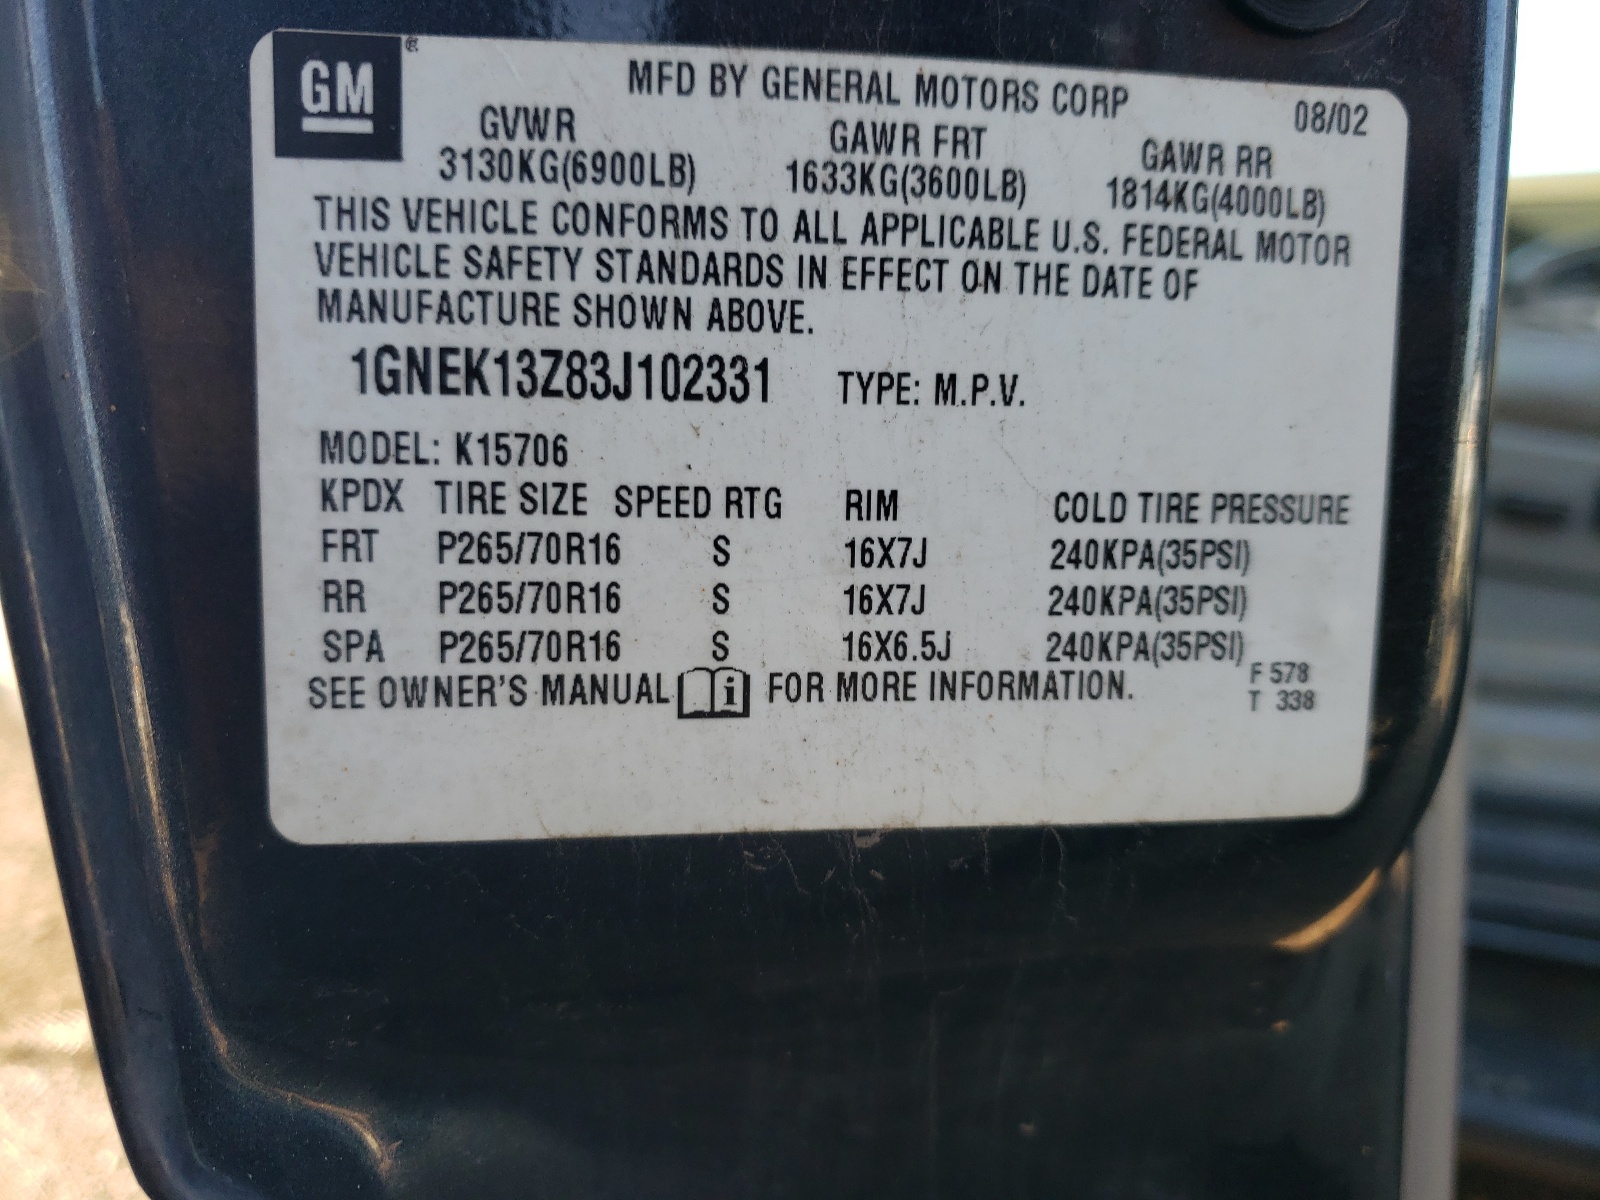 GM ®
MFD BY GENERAL MOTORS CORP 08/02
GVWR GAWR FRT GAWR RR
3130KG(6900LB) 1633KG(3600LB) 1814KG(4000LB)
THIS VEHICLE CONFORMS TO ALL APPLICABLE U.S. FEDERAL MOTOR
VEHICLE SAFETY STANDARDS IN EFFECT ON THE DATE OF
MANUFACTURE SHOWN ABOVE.
1GNEK13Z83J102331 TYPE: M.P.V.
MODEL: K15706
KPDX TIRE SIZE SPEED RTG RIM COLD TIRE PRESSURE
FRT P265/70R16 S 16X7J 240KPA(35PSI)
RR P265/70R16 S 16X7J 240KPA(35PSI)
SPA P265/70R16 S 16X6.5J 240KPA(35PSI)
SEE OWNER'S MANUAL i FOR MORE INFORMATION. F 578
T 338